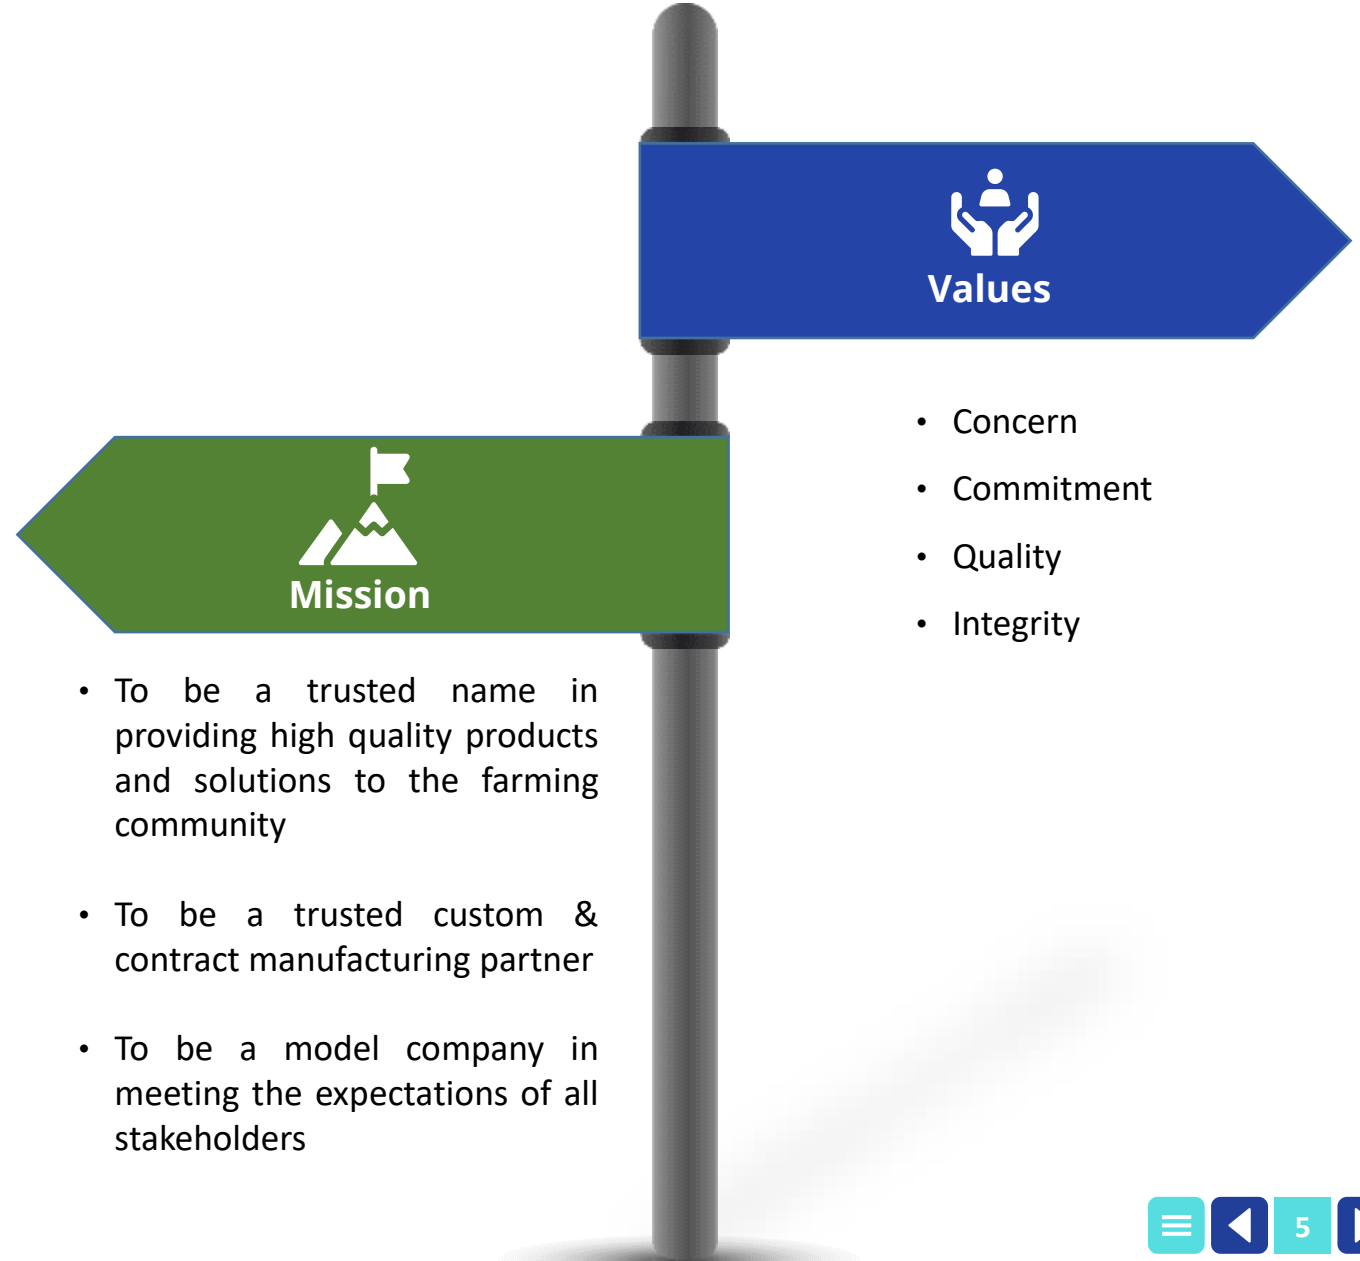 Values
• Concern
• Commitment
• Quality
• Integrity
Mission
• To be a trusted name in
providing high quality products
and solutions to the farming
community
• To be a trusted custom &
contract manufacturing partner
• To be a model company in
meeting the expectations of all
stakeholders
5